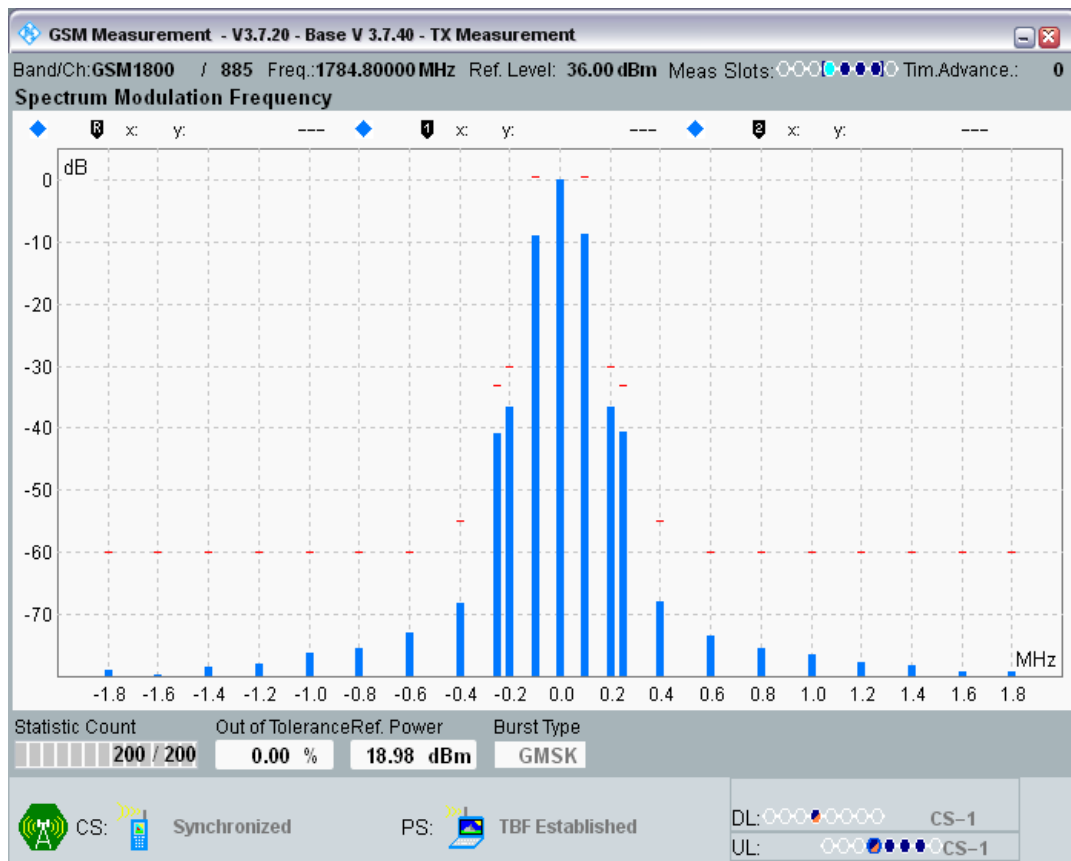 GSM Measurement - V3.7.20 - Base V 3.7.40 - TX Measurement
Band/Ch:GSM1800 / 885 Freq.:1784.80000 MHz Ref. Level: 36.00 dBm Meas Slots: Tim.Advance.: 0
Spectrum Modulation Frequency
R x: y: --- 1 x: y: --- 2 x: y: ---
dB
0
-10
-20
-30
-40
-50
-60
-70
MHz
-1.8 -1.6 -1.4 -1.2 -1.0 -0.8 -0.6 -0.4 -0.2 0.0 0.2 0.4 0.6 0.8 1.0 1.2 1.4 1.6 1.8
Statistic Count Out of Tolerance Ref. Power Burst Type
200 / 200 0.00 % 18.98 dBm GMSK
CS: Synchronized PS: TBF Established
DL: CS-1
UL: CS-1